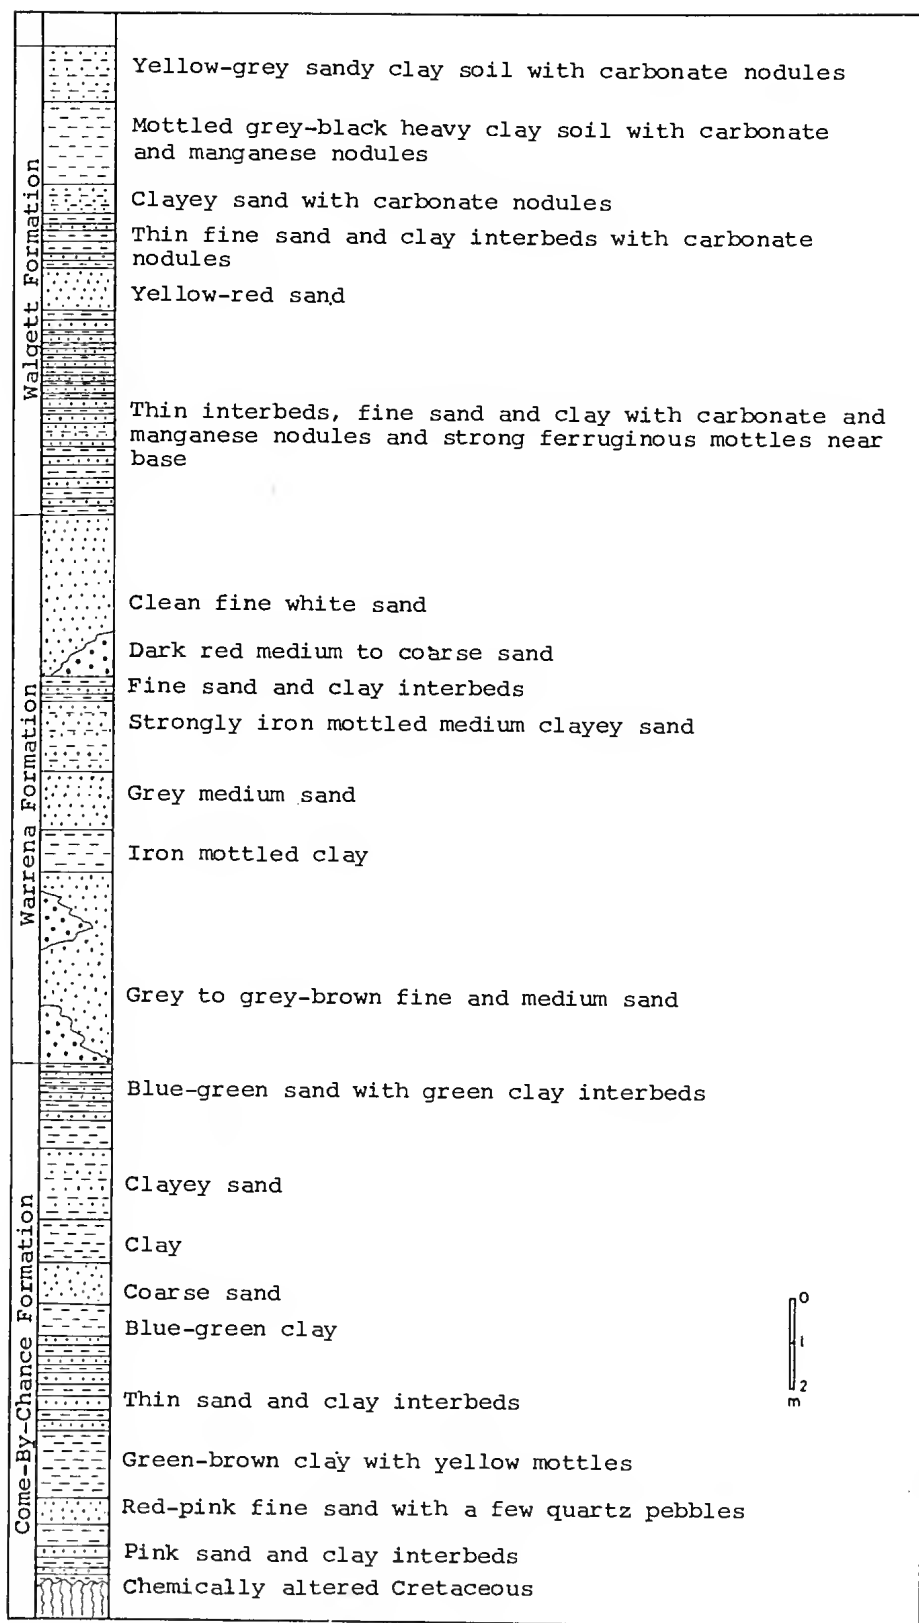 Walgett Formation
Yellow-grey sandy clay soil with carbonate nodules
Mottled grey-black heavy clay soil with carbonate
and manganese nodules
Clayey sand with carbonate nodules
Thin fine sand and clay interbeds with carbonate
nodules
Yellow-red sand
Thin interbeds, fine sand and clay with carbonate and
manganese nodules and strong ferruginous mottles near
base
Warrena Formation
Clean fine white sand
Dark red medium to coarse sand
Fine sand and clay interbeds
Strongly iron mottled medium clayey sand
Grey medium sand
Iron mottled clay
Grey to grey-brown fine and medium sand
Come-By-Chance Formation
Blue-green sand with green clay interbeds
Clayey sand
Clay
Coarse sand
Blue-green clay
Thin sand and clay interbeds
Green-brown clay with yellow mottles
Red-pink fine sand with a few quartz pebbles
Pink sand and clay interbeds
Chemically altered Cretaceous
0
1
2
m